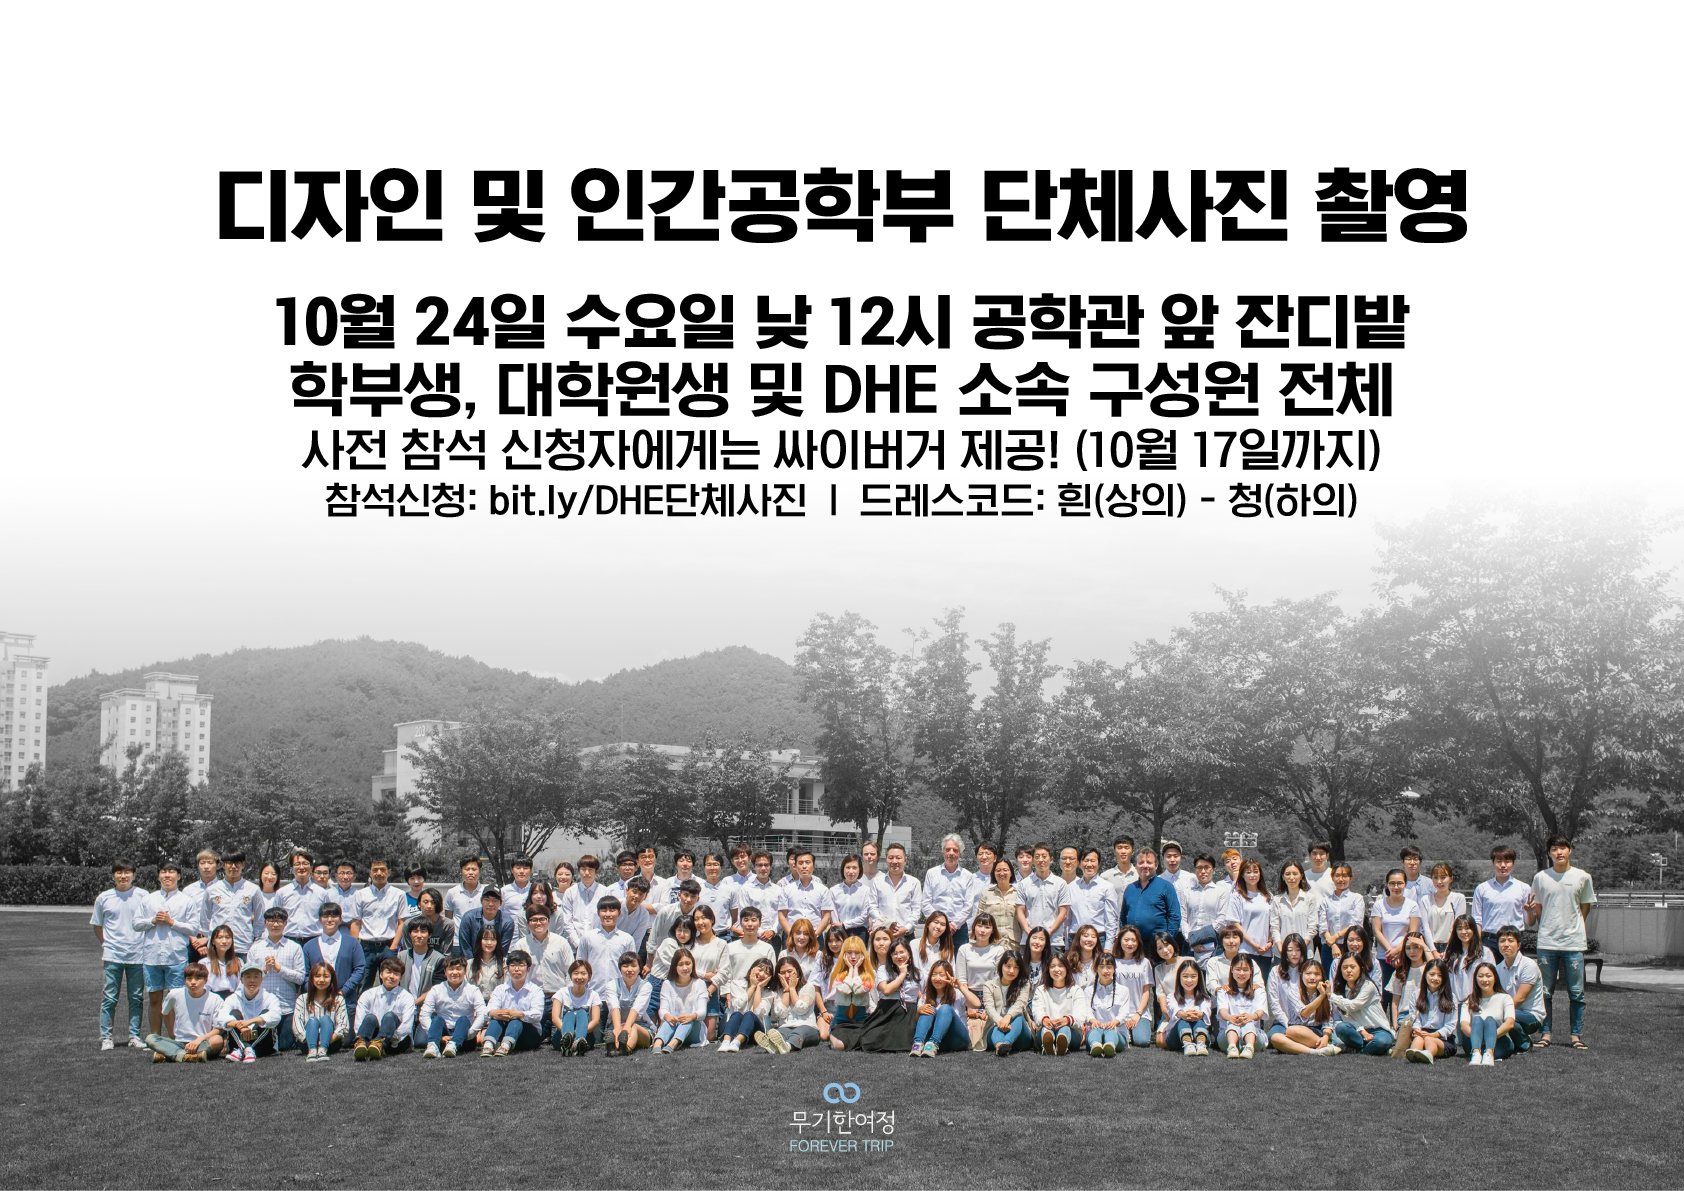 디자인 및 인간공학부 단체사진 촬영
10월 24일 수요일 낮 12시 공학관 앞 잔디밭
학부생, 대학원생 및 DHE 소속 구성원 전체
사전 참석 신청자에게는 싸이버거 제공! (10월 17일까지)
참석신청: bit.ly/DHE단체사진 | 드레스코드: 흰(상의) - 청(하의)
무기한여정
FOREVER TRIP